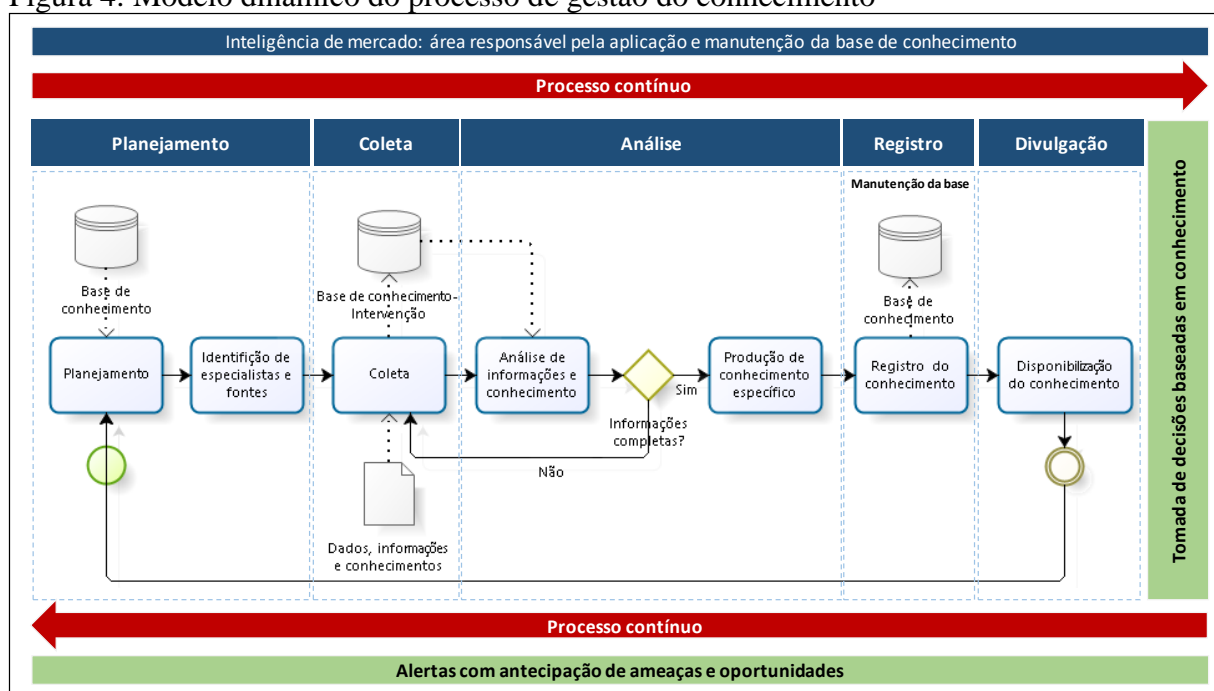 Figura 4: Modelo dinâmico do processo de gestão do conhecimento
Inteligência de mercado: área responsável pela aplicação e manutenção da base de conhecimento
Processo contínuo
Planejamento
Coleta
Análise
Registro
Divulgação
Tomada de decisões baseadas em conhecimento
Manutenção da base
Base de
conhecimento
Base de conhecimento-
Intervenção
Base de
conhecimento
Planejamento
Identifição de
especialistas e
fontes
Coleta
Análise de
informações e
conhecimento
Sim
Informações
completas?
Não
Produção de
conhecimento
específico
Registro do
conhecimento
Disponibilização
do conhecimento
Dados, informações
e conhecimentos
Processo contínuo
Alertas com antecipação de ameaças e oportunidades